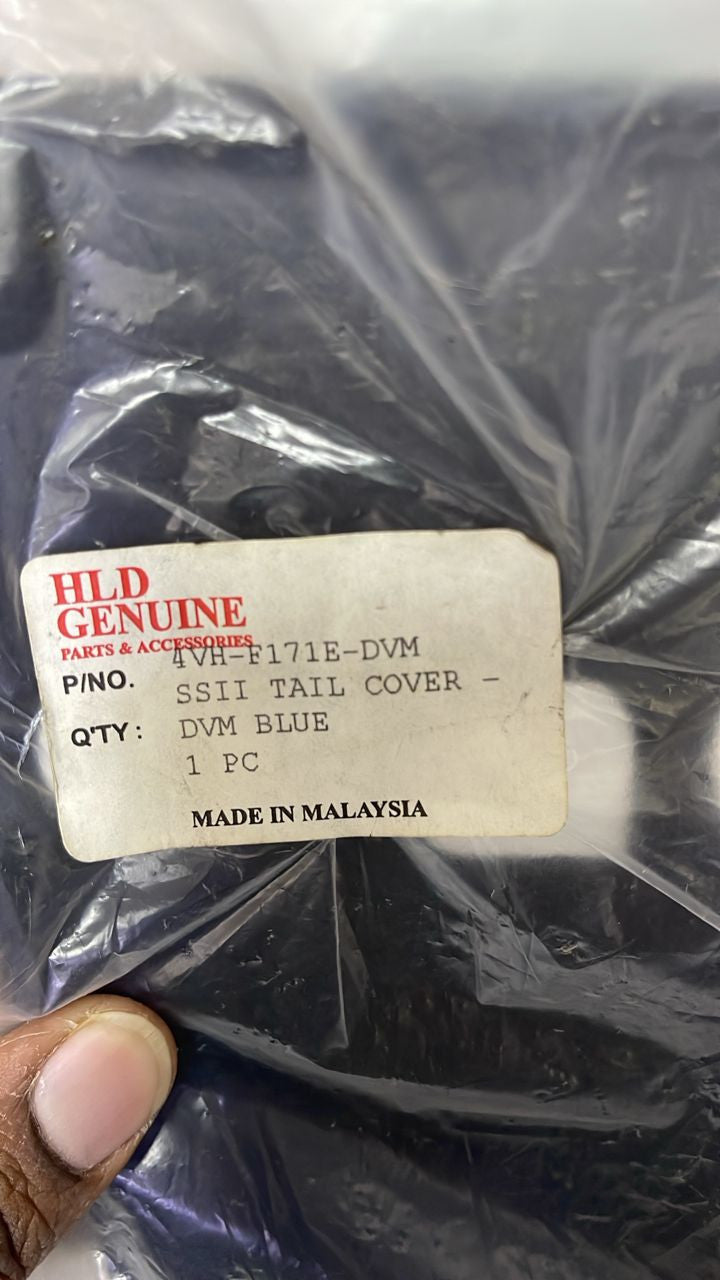 HLD
GENUINE
PARTS & ACCESSORIES
P/NO. 4VH-F171E-DVM
SSII TAIL COVER -
Q'TY : DVM BLUE
1 PC
MADE IN MALAYSIA